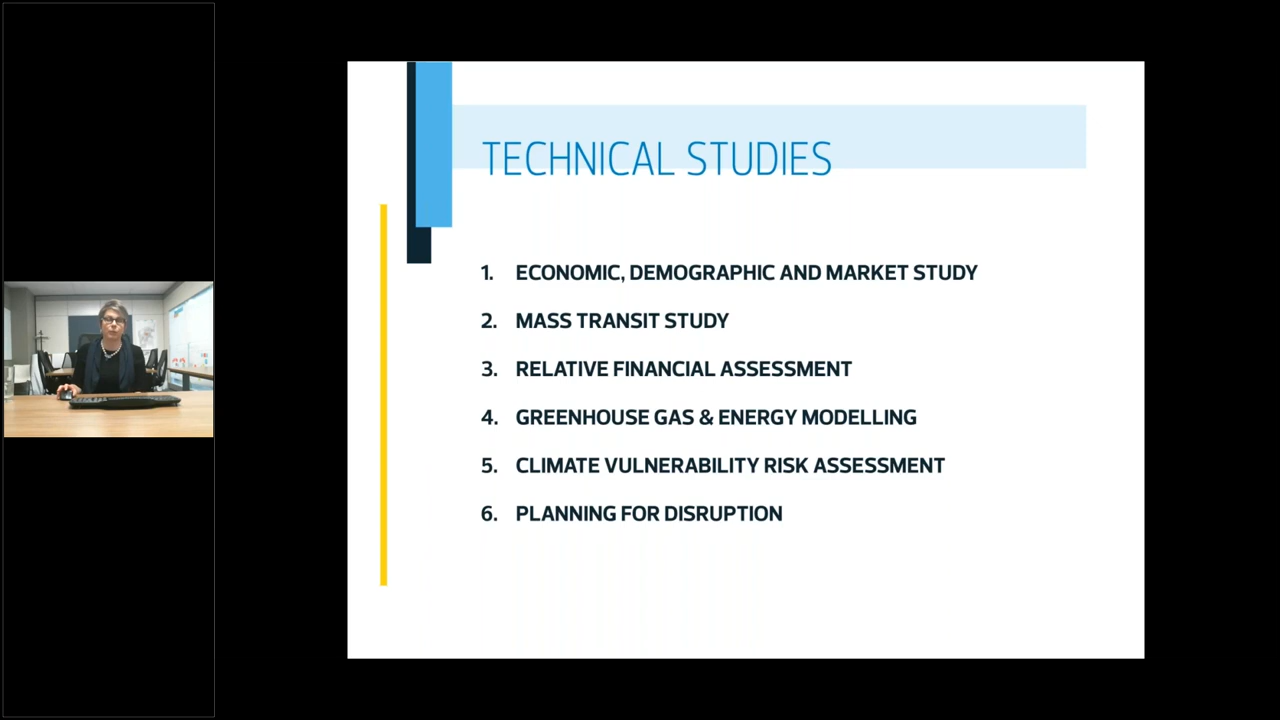 TECHNICAL STUDIES
1. ECONOMIC, DEMOGRAPHIC AND MARKET STUDY
2. MASS TRANSIT STUDY
3. RELATIVE FINANCIAL ASSESSMENT
4. GREENHOUSE GAS & ENERGY MODELLING
5. CLIMATE VULNERABILITY RISK ASSESSMENT
6. PLANNING FOR DISRUPTION